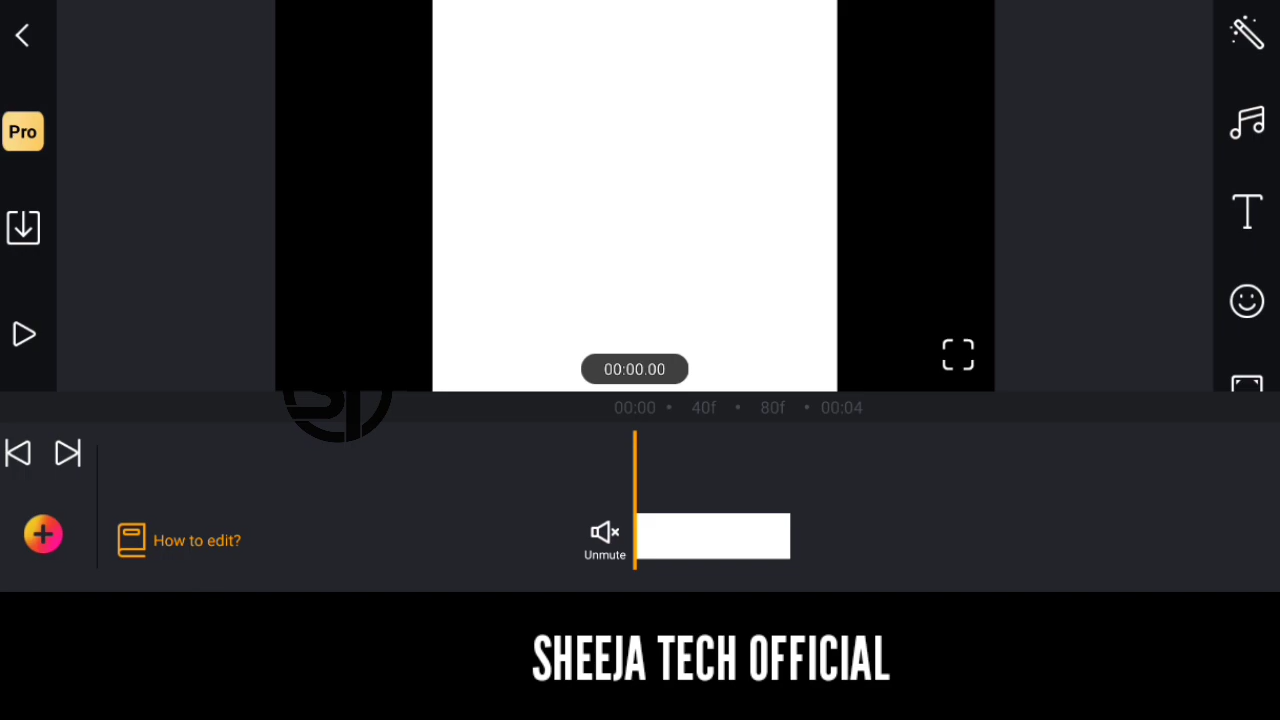 Pro
00:00.00
00:00 • 40f • 80f • 00:04
Unmute
How to edit?
SHEEJA TECH OFFICIAL